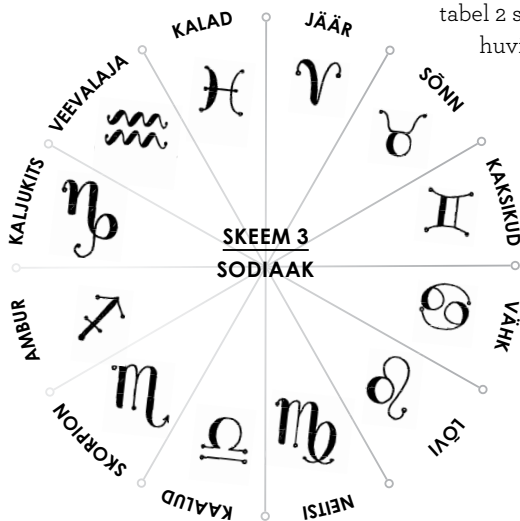 tabel 2 s
huvi
KALAD
JÄÄR
SÕNN
KAKSIKUD
VÄHK
LÕVI
NEITSI
KAALUD
SKORPION
AMBUR
KALJUKITS
VEEVALAJA
SKEEM 3
SODIAAK